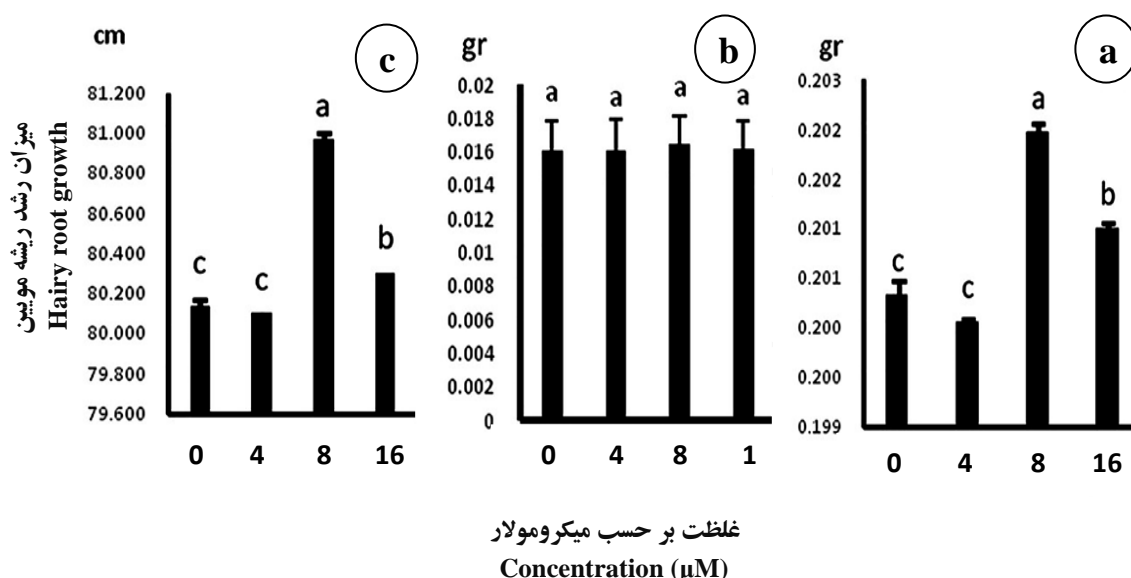 میزان رشد ریشه مویین
Hairy root growth
cm
c
81.200
81.000
80.800
80.600
80.400
80.200
80.000
79.800
79.600
c c a b
0 4 8 16
gr
b
0.02
0.018
0.016
0.014
0.012
0.01
0.008
0.006
0.004
0.002
0
a a a a
0 4 8 1
gr
a
0.203
0.202
0.202
0.201
0.201
0.200
0.200
0.199
c c a b
0 4 8 16
غلظت بر حسب میکرومولار
Concentration (µM)